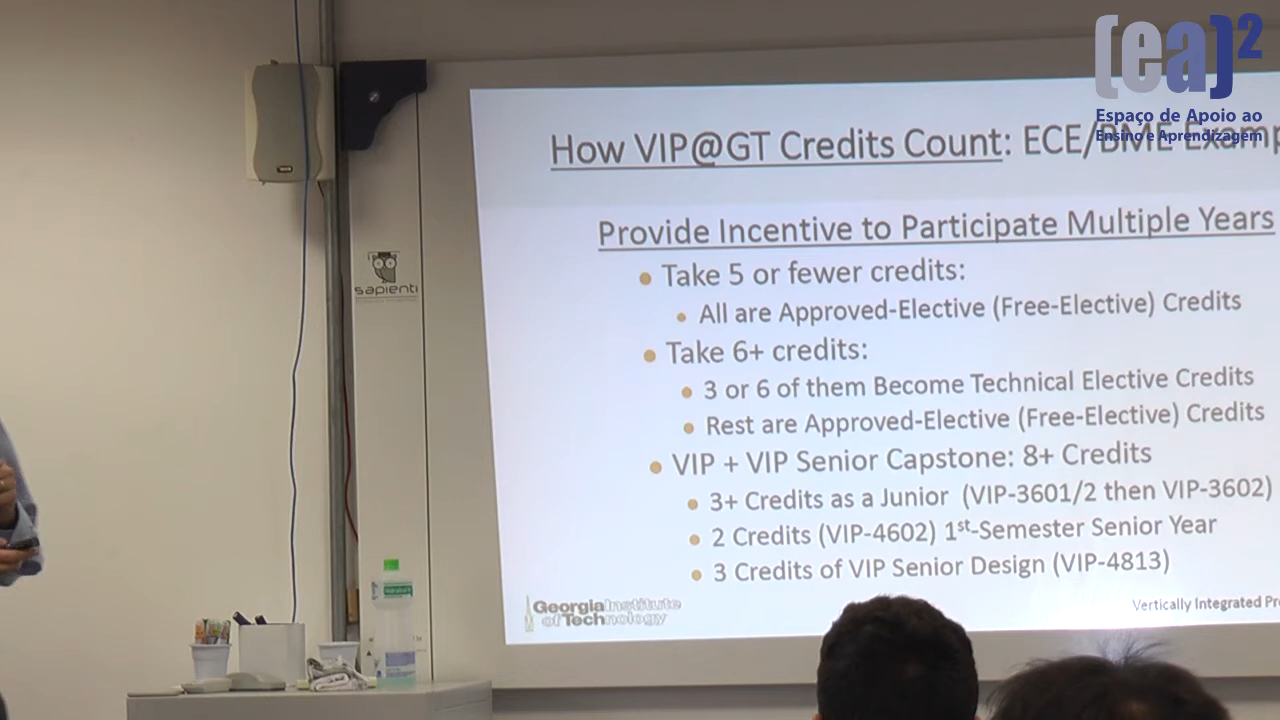 (ea)²
Espaço de Apoio ao
Ensino e Aprendizagem
How VIP@GT Credits Count: ECE/BME Examp
Provide Incentive to Participate Multiple Years
• Take 5 or fewer credits:
• All are Approved-Elective (Free-Elective) Credits
• Take 6+ credits:
• 3 or 6 of them Become Technical Elective Credits
• Rest are Approved-Elective (Free-Elective) Credits
• VIP + VIP Senior Capstone: 8+ Credits
• 3+ Credits as a Junior (VIP-3601/2 then VIP-3602)
• 2 Credits (VIP-4602) 1st-Semester Senior Year
• 3 Credits of VIP Senior Design (VIP-4813)
Georgia Institute
of Technology
Vertically Integrated Pro
sapienti